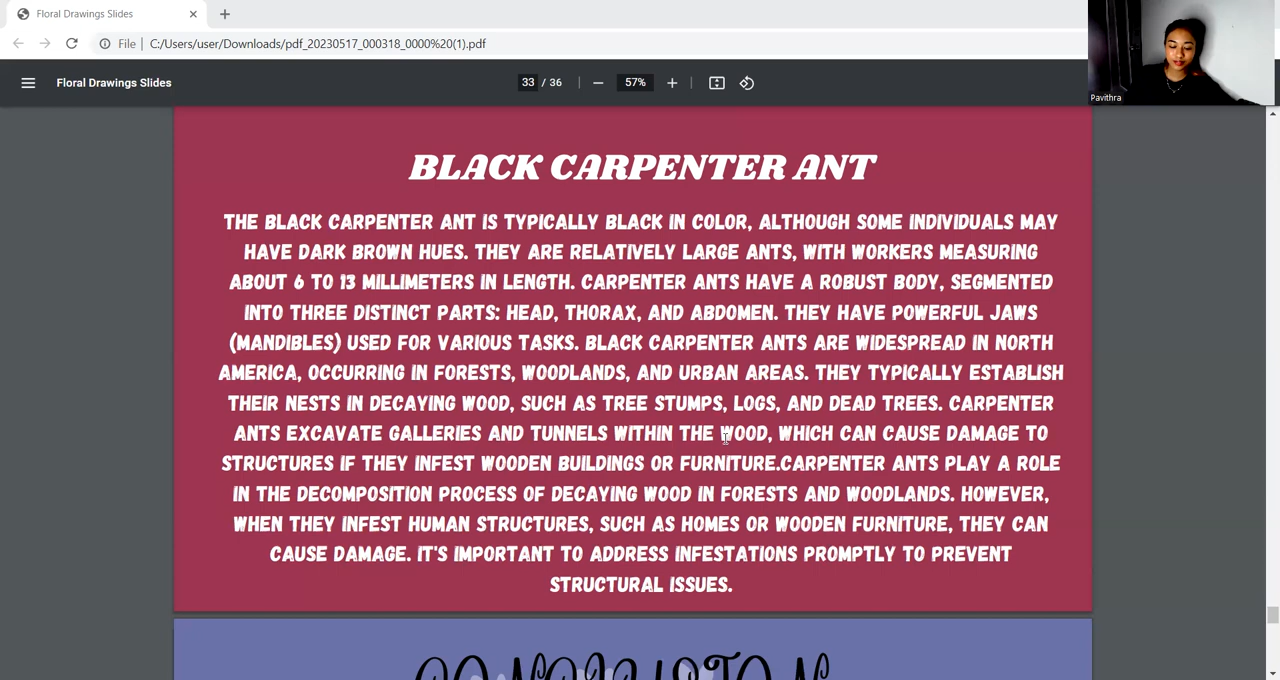 Floral Drawings Slides
File
C:/Users/user/Downloads/pdf_20230517_000318_0000%20(1).pdf
Floral Drawings Slides
33 / 36
57%
Pavithra
BLACK CARPENTER ANT
THE BLACK CARPENTER ANT IS TYPICALLY BLACK IN COLOR, ALTHOUGH SOME INDIVIDUALS MAY
HAVE DARK BROWN HUES. THEY ARE RELATIVELY LARGE ANTS, WITH WORKERS MEASURING
ABOUT 6 TO 13 MILLIMETERS IN LENGTH. CARPENTER ANTS HAVE A ROBUST BODY, SEGMENTED
INTO THREE DISTINCT PARTS: HEAD, THORAX, AND ABDOMEN. THEY HAVE POWERFUL JAWS
(MANDIBLES) USED FOR VARIOUS TASKS. BLACK CARPENTER ANTS ARE WIDESPREAD IN NORTH
AMERICA, OCCURRING IN FORESTS, WOODLANDS, AND URBAN AREAS. THEY TYPICALLY ESTABLISH
THEIR NESTS IN DECAYING WOOD, SUCH AS TREE STUMPS, LOGS, AND DEAD TREES. CARPENTER
ANTS EXCAVATE GALLERIES AND TUNNELS WITHIN THE WOOD, WHICH CAN CAUSE DAMAGE TO
STRUCTURES IF THEY INFEST WOODEN BUILDINGS OR FURNITURE.CARPENTER ANTS PLAY A ROLE
IN THE DECOMPOSITION PROCESS OF DECAYING WOOD IN FORESTS AND WOODLANDS. HOWEVER,
WHEN THEY INFEST HUMAN STRUCTURES, SUCH AS HOMES OR WOODEN FURNITURE, THEY CAN
CAUSE DAMAGE. IT'S IMPORTANT TO ADDRESS INFESTATIONS PROMPTLY TO PREVENT
STRUCTURAL ISSUES.
CONCLUSION